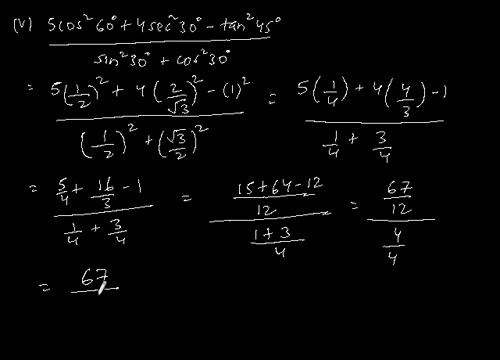 (V) 5cos²60° + 4sec²30° - tan²45° / sin²30° + cos²30°
= 5(1/2)² + 4(2/√3)² - (1)² / (1/2)² + (√3/2)² = 5(1/4) + 4(4/3) - 1 / 1/4 + 3/4
= 5/4 + 16/3 - 1 / 1/4 + 3/4 = 15+64-12/12 / 1+3/4 = 67/12 / 4/4
= 67